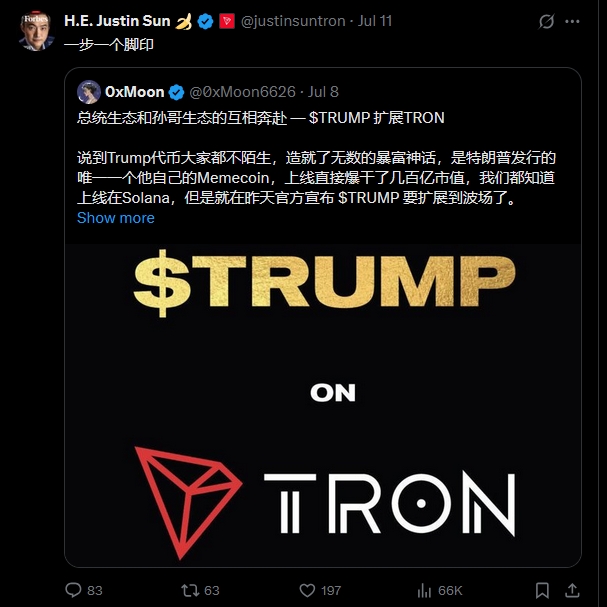 H.E. Justin Sun 🍌 @justinsuntron · Jul 11
一步一个脚印
0xMoon @0xMoon6626 · Jul 8
总统生态和孙哥生态的互相奔赴 — $TRUMP 扩展TRON
说到Trump代币大家都不陌生，造就了无数的暴富神话，是特朗普发行的
唯一一个他自己的Memecoin，上线直接爆干了几百亿市值，我们都知道
上线在Solana，但是就在昨天官方宣布 $TRUMP 要扩展到波场了。
Show more
$TRUMP
ON
TRON
83 63 197 66K